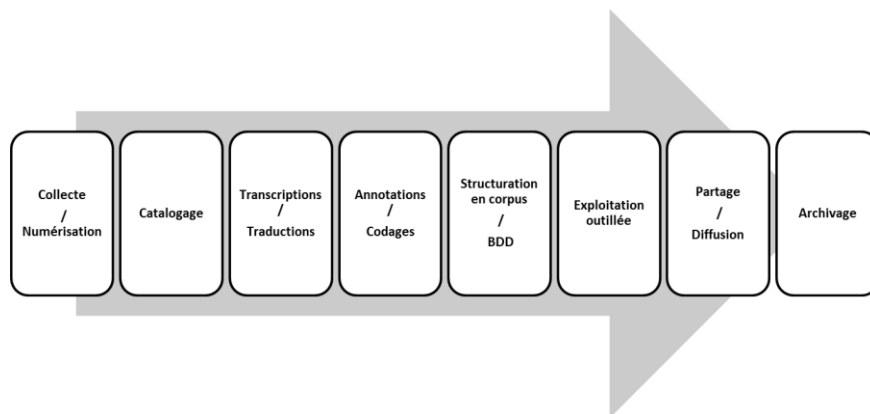 Collecte
/
Numérisation
Catalogage
Transcriptions
/
Traductions
Annotations
/
Codages
Structuration
en corpus
/
BDD
Exploitation
outillée
Partage
/
Diffusion
Archivage